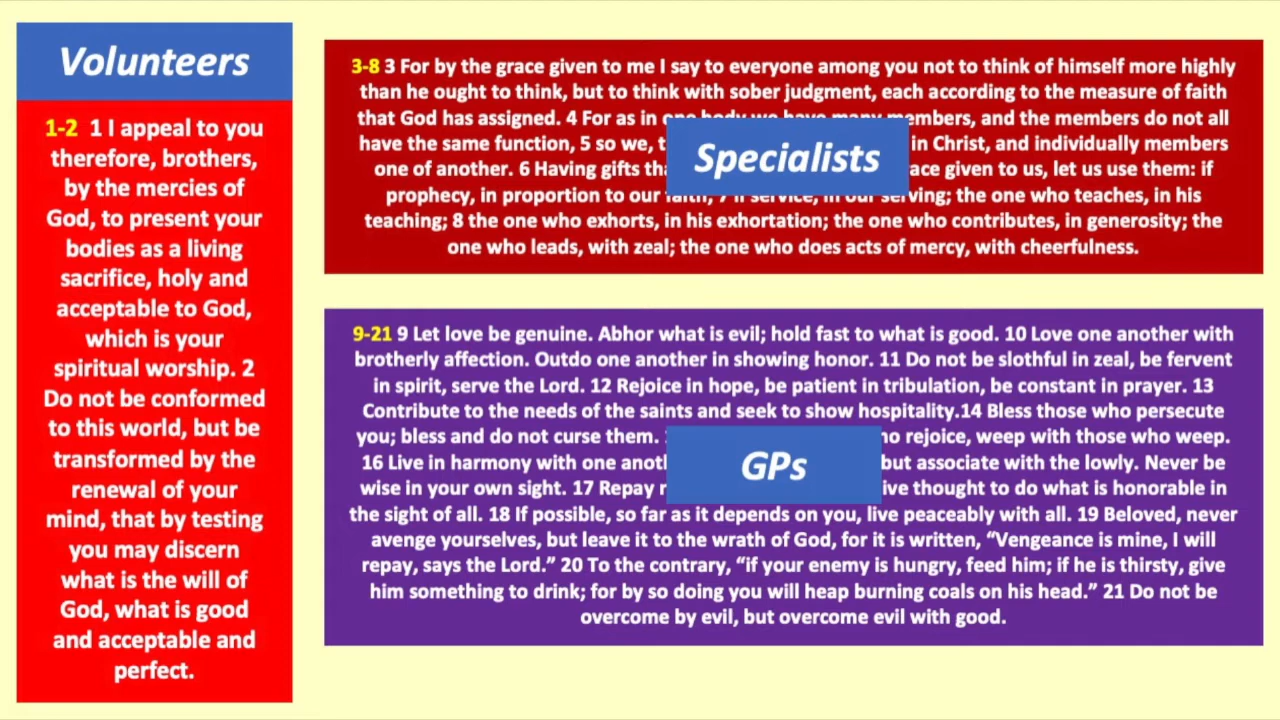 Volunteers
1-2 1 I appeal to you
therefore, brothers,
by the mercies of
God, to present your
bodies as a living
sacrifice, holy and
acceptable to God,
which is your
spiritual worship. 2
Do not be conformed
to this world, but be
transformed by the
renewal of your
mind, that by testing
you may discern
what is the will of
God, what is good
and acceptable and
perfect.
3-8 3 For by the grace given to me I say to everyone among you not to think of himself more highly
than he ought to think, but to think with sober judgment, each according to the measure of faith
that God has assigned. 4 For as in one body we have many members, and the members do not all
have the same function, 5 so we, in Christ, and individually members
one of another. 6 Having gifts given to us, let us use them: if
prophecy, in proportion to our faith; 7 if service, in our serving; the one who teaches, in his
teaching; 8 the one who exhorts, in his exhortation; the one who contributes, in generosity; the
one who leads, with zeal; the one who does acts of mercy, with cheerfulness.
Specialists
9-21 9 Let love be genuine. Abhor what is evil; hold fast to what is good. 10 Love one another with
brotherly affection. Outdo one another in showing honor. 11 Do not be slothful in zeal, be fervent
in spirit, serve the Lord. 12 Rejoice in hope, be patient in tribulation, be constant in prayer. 13
Contribute to the needs of the saints and seek to show hospitality.14 Bless those who persecute
you; bless and do not curse them. rejoice, weep with those who weep.
16 Live in harmony with one but associate with the lowly. Never be
wise in your own sight. 17 Repay thought to do what is honorable in
the sight of all. 18 If possible, so far as it depends on you, live peaceably with all. 19 Beloved, never
avenge yourselves, but leave it to the wrath of God, for it is written, “Vengeance is mine, I will
repay, says the Lord.” 20 To the contrary, “if your enemy is hungry, feed him; if he is thirsty, give
him something to drink; for by so doing you will heap burning coals on his head.” 21 Do not be
overcome by evil, but overcome evil with good.
GPs